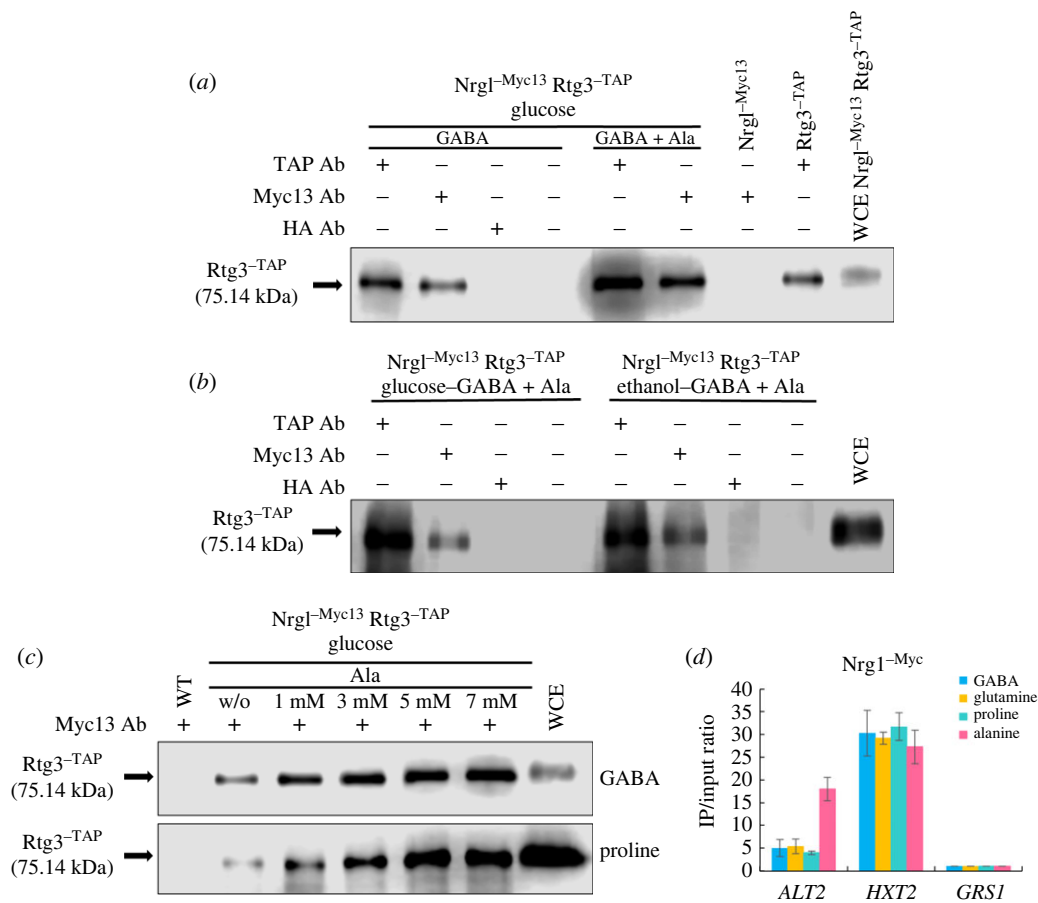 (a)
Nrgl–Myc13 Rtg3–TAP
glucose
GABA
GABA + Ala
Nrgl–Myc13
Rtg3–TAP
WCE Nrgl–Myc13 Rtg3–TAP
TAP Ab + – – – + – – +
Myc13 Ab – + – – – + + –
HA Ab – – + – – – – –
Rtg3–TAP
(75.14 kDa)
(b)
Nrgl–Myc13 Rtg3–TAP
glucose–GABA + Ala
Nrgl–Myc13 Rtg3–TAP
ethanol–GABA + Ala
TAP Ab + – – – + – – –
Myc13 Ab – + – – – + – –
HA Ab – – + – – – + –
WCE
Rtg3–TAP
(75.14 kDa)
(c)
Nrgl–Myc13 Rtg3–TAP
glucose
Ala
WT w/o 1 mM 3 mM 5 mM 7 mM WCE
Myc13 Ab + + + + + +
Rtg3–TAP
(75.14 kDa)
GABA
Rtg3–TAP
(75.14 kDa)
proline
(d)
Nrg1–Myc
GABA
glutamine
proline
alanine
IP/input ratio
40
35
30
25
20
15
10
5
0
ALT2 HXT2 GRS1